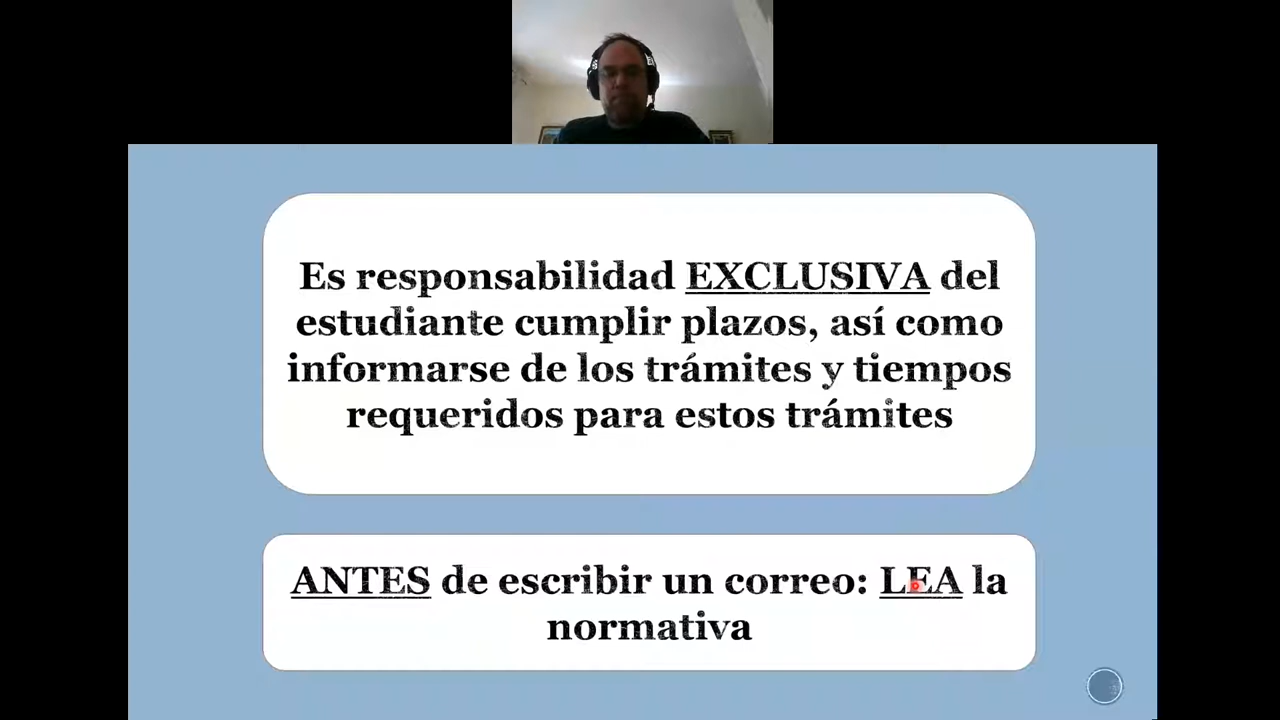 Es responsabilidad EXCLUSIVA del
estudiante cumplir plazos, así como
informarse de los trámites y tiempos
requeridos para estos trámites
ANTES de escribir un correo: LEA la
normativa